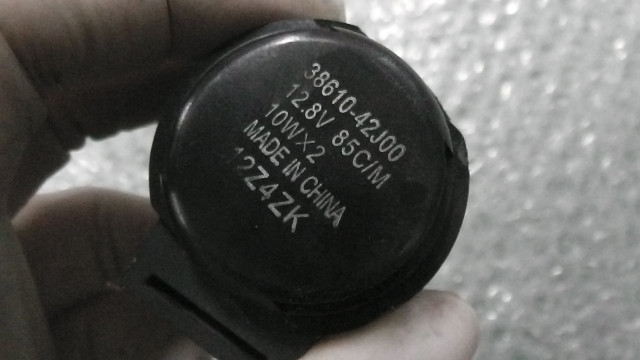 38610-42J00
12.8V 85C/M
10W×2
MADE IN CHINA
12Z4ZK